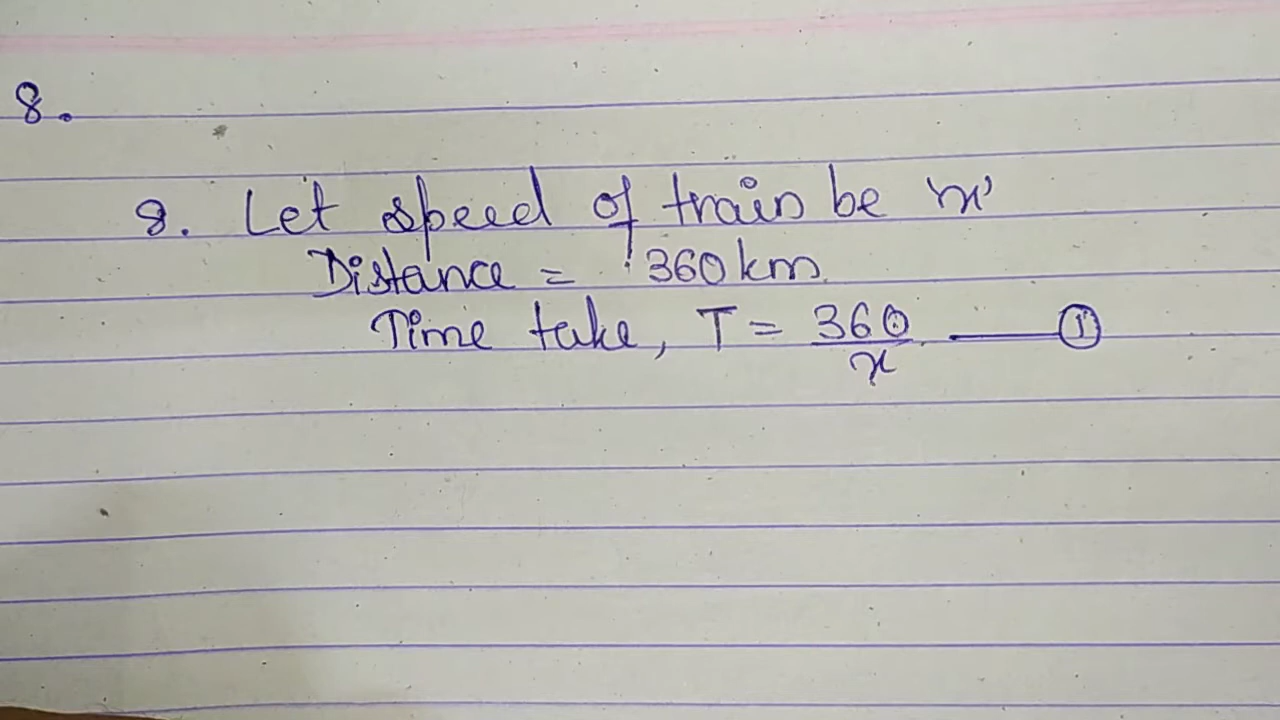 8.
8. Let speed of train be 'x'
Distance = 360 km.
Time take, T = 360/x. ——— ①